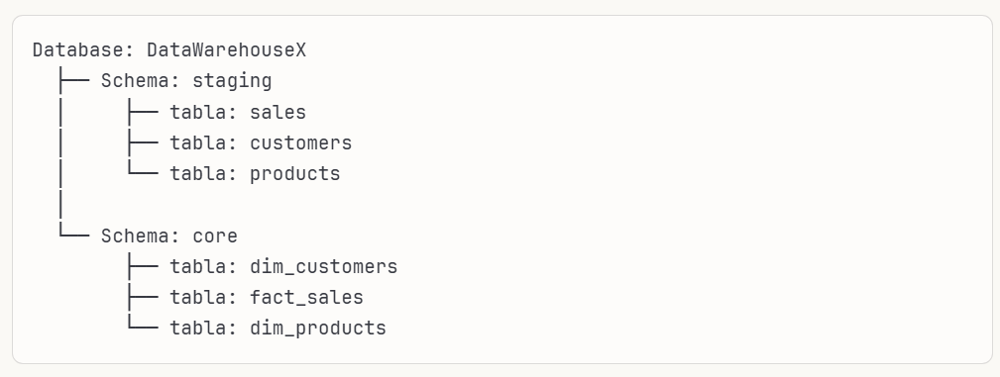 Database: DataWarehouseX
├── Schema: staging
│     ├── tabla: sales
│     ├── tabla: customers
│     └── tabla: products
│
└── Schema: core
      ├── tabla: dim_customers
      ├── tabla: fact_sales
      └── tabla: dim_products